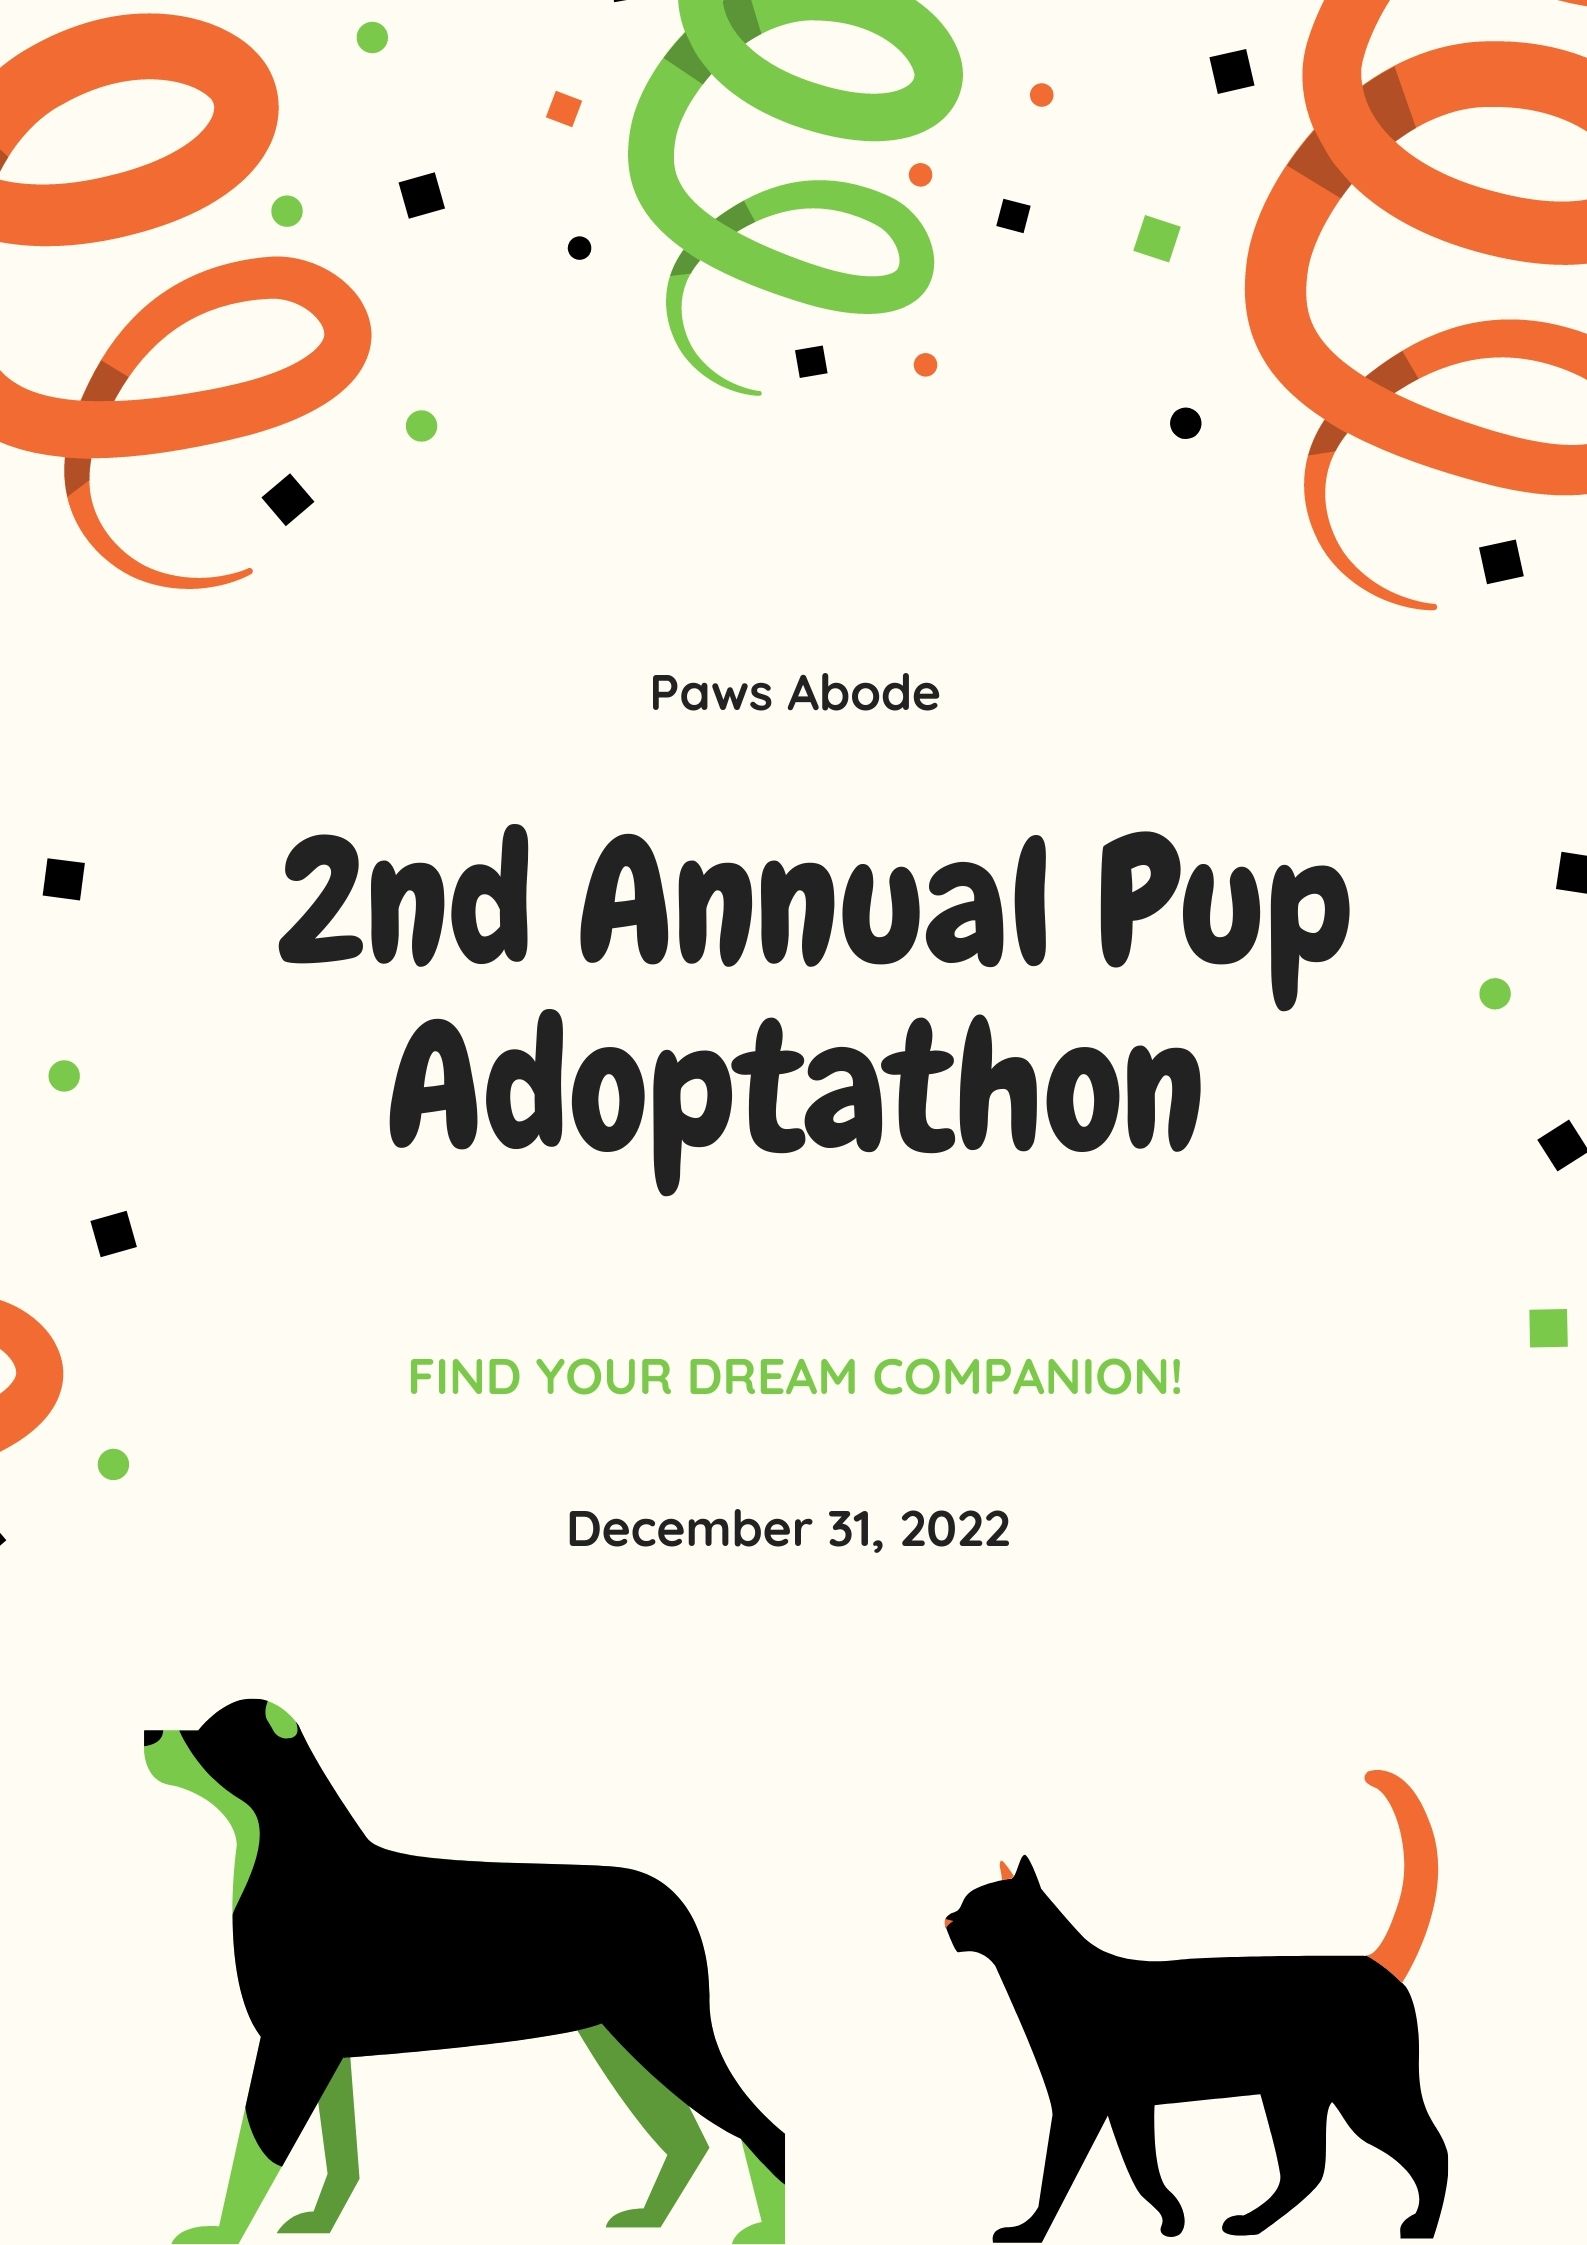 Paws Abode
2nd Annual Pup
Adoptathon
FIND YOUR DREAM COMPANION!
December 31, 2022